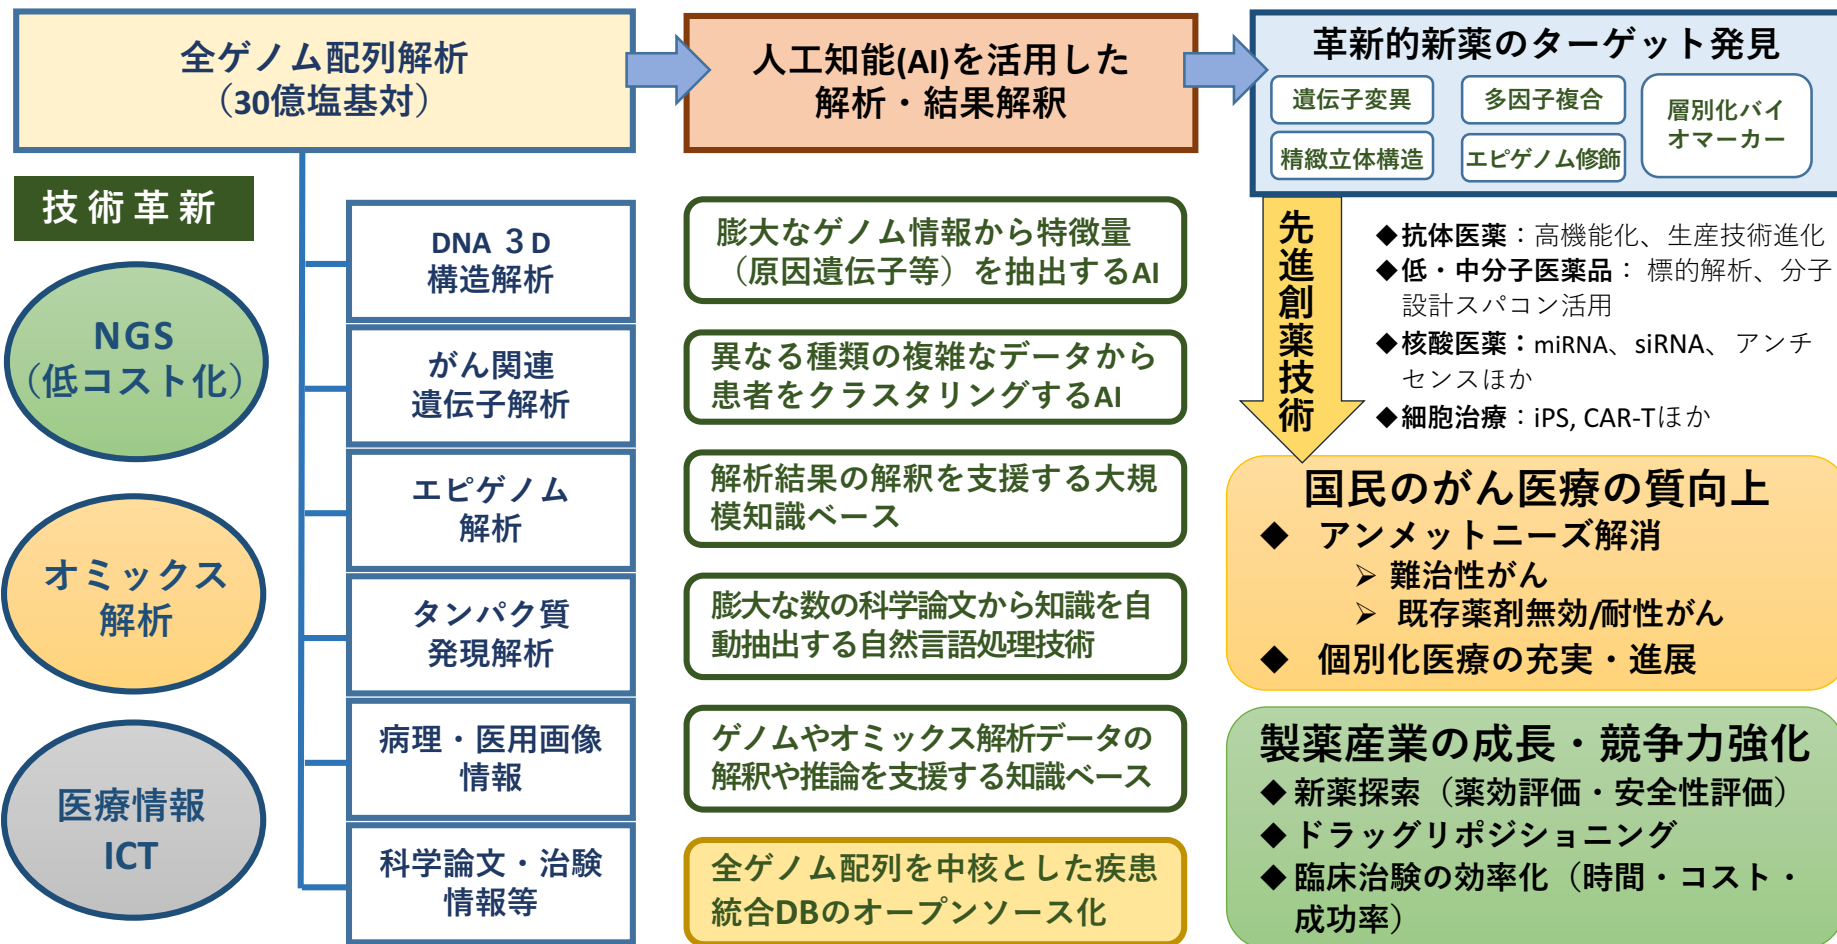 全ゲノム配列解析
（30億塩基対）
人工知能(AI)を活用した
解析・結果解釈
革新的新薬のターゲット発見
遺伝子変異
多因子複合
層別化バイ
オマーカー
精緻立体構造
エピゲノム修飾
技術革新
NGS
（低コスト化）
オミックス
解析
医療情報
ICT
DNA ３D
構造解析
がん関連
遺伝子解析
エピゲノム
解析
タンパク質
発現解析
病理・医用画像
情報
科学論文・治験
情報等
膨大なゲノム情報から特徴量
（原因遺伝子等）を抽出するAI
異なる種類の複雑なデータから
患者をクラスタリングするAI
解析結果の解釈を支援する大規
模知識ベース
膨大な数の科学論文から知識を自
動抽出する自然言語処理技術
ゲノムやオミックス解析データの
解釈や推論を支援する知識ベース
全ゲノム配列を中核とした疾患
統合DBのオープンソース化
先進創薬技術
◆抗体医薬：高機能化、生産技術進化
◆低・中分子医薬品： 標的解析、分子
設計スパコン活用
◆核酸医薬：miRNA、siRNA、アンチ
センスほか
◆細胞治療：iPS, CAR-Tほか
国民のがん医療の質向上
◆ アンメットニーズ解消
➢ 難治性がん
➢ 既存薬剤無効/耐性がん
◆ 個別化医療の充実・進展
製薬産業の成長・競争力強化
◆新薬探索（薬効評価・安全性評価）
◆ドラッグリポジショニング
◆臨床治験の効率化（時間・コスト・
成功率）